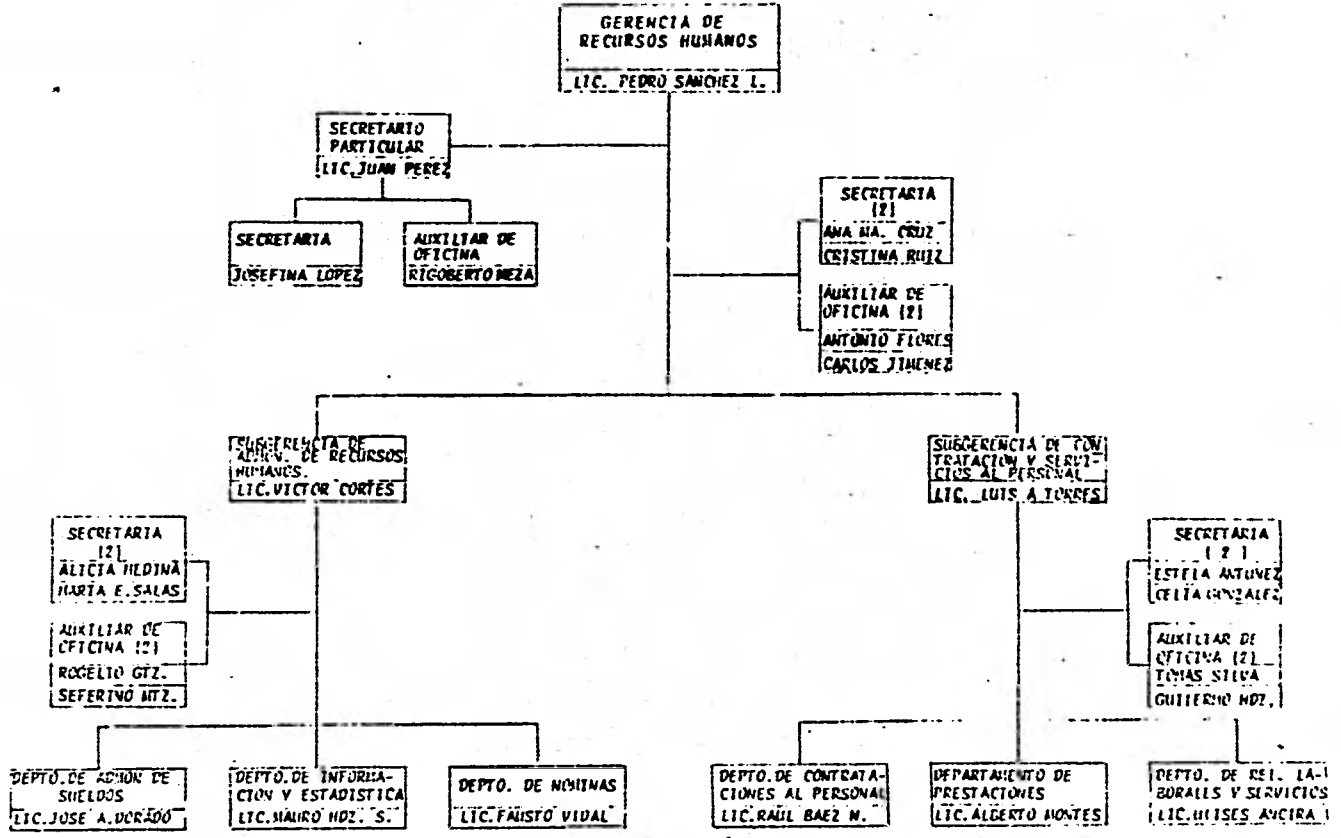 GERENCIA DE
RECURSOS HUMANOS
LIC. PEDRO SANCHEZ L.
SECRETARIO
PARTICULAR
LIC. JUAN PEREZ
SECRETARIA
JOSEFINA LOPEZ
AUXILIAR DE
OFICINA
RIGOBERTO MEZA
SECRETARIA
(2)
ANA MA. CRUZ
CRISTINA RUIZ
AUXILIAR DE
OFICINA (2)
ANTONIO FLORES
CARLOS JIMENEZ
SUBGERENCIA DE
ADMON. DE RECURSOS
HUMANOS.
LIC. VICTOR CORTES
SUBGERENCIA DE CON
TRATACION Y SERVI-
CIOS AL PERSONAL
LIC. LUIS A TORRES
SECRETARIA
(2)
ALICIA MEDINA
MARIA E. SALAS
AUXILIAR DE
OFICINA (2)
ROGELIO GTZ.
SEFERINO MTZ.
SECRETARIA
( 2 )
ESTELA ANTUNEZ
CELIA GONZALEZ
AUXILIAR DE
OFICINA (2)
TOMAS SILVA
GUILLERMO HDZ.
DEPTO. DE ADMON DE
SUELDOS
LIC. JOSE A. DORADO
DEPTO. DE INFORMA-
CION Y ESTADISTICA
LIC. MAURO HDZ. S.
DEPTO. DE NOMINAS
LIC. FAUSTO VIDAL
DEPTO. DE CONTRATA-
CIONES AL PERSONAL
LIC. RAUL BAEZ N.
DEPARTAMENTO DE
PRESTACIONES
LIC. ALBERTO MONTES
DEPTO. DE REL. LA-
BORALES Y SERVICIOS
LIC. ULISES ANCIRA